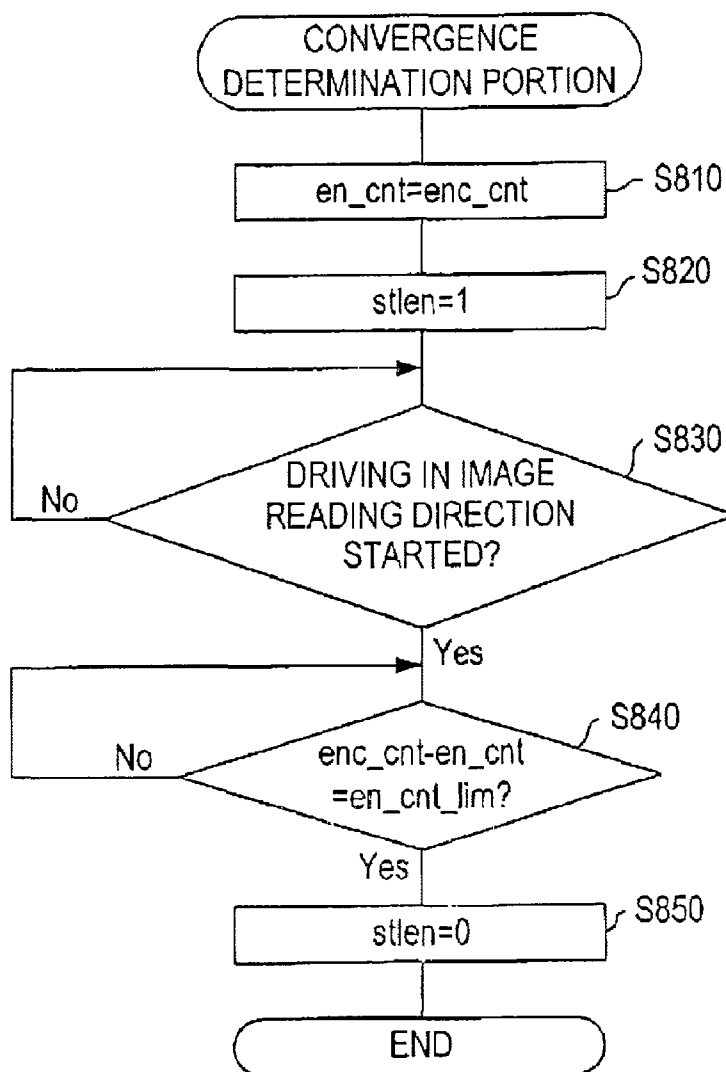 CONVERGENCE
DETERMINATION PORTION
en_cnt=enc_cnt
S810
stlen=1
S820
S830
DRIVING IN IMAGE
READING DIRECTION
STARTED?
No
Yes
S840
enc_cnt-en_cnt
=en_cnt_lim?
No
Yes
S850
stlen=0
END